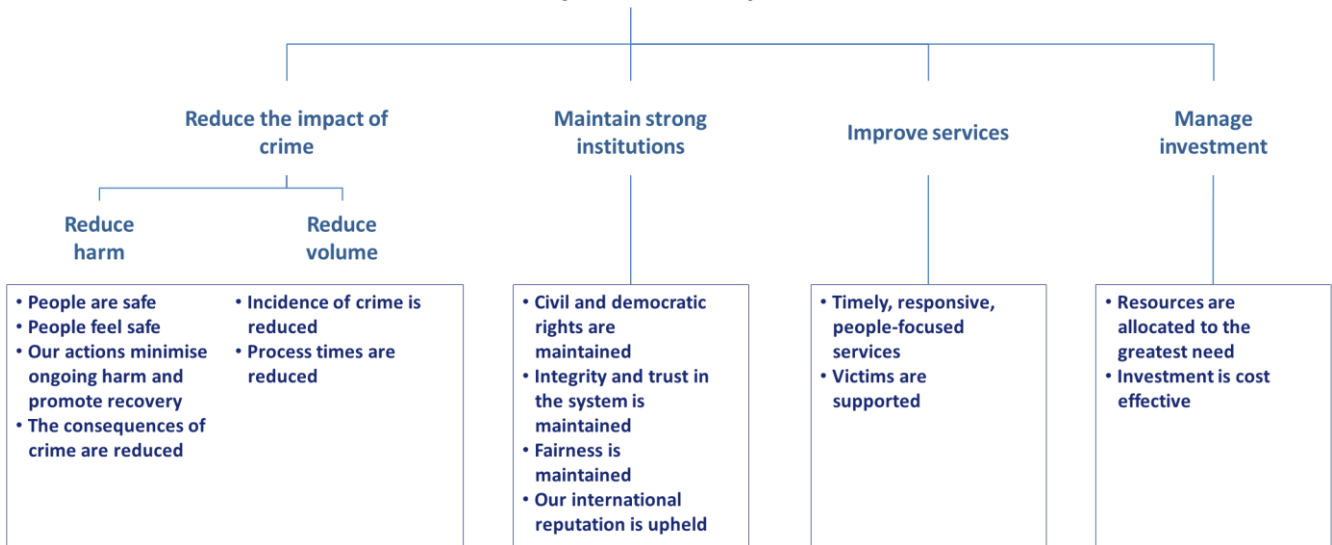 Reduce the impact of
crime
Maintain strong
institutions
Improve services
Manage
investment
Reduce
harm
Reduce
volume
• People are safe
• People feel safe
• Our actions minimise
ongoing harm and
promote recovery
• The consequences of
crime are reduced
• Incidence of crime is
reduced
• Process times are
reduced
• Civil and democratic
rights are
maintained
• Integrity and trust in
the system is
maintained
• Fairness is
maintained
• Our international
reputation is upheld
• Timely, responsive,
people-focused
services
• Victims are
supported
• Resources are
allocated to the
greatest need
• Investment is cost
effective